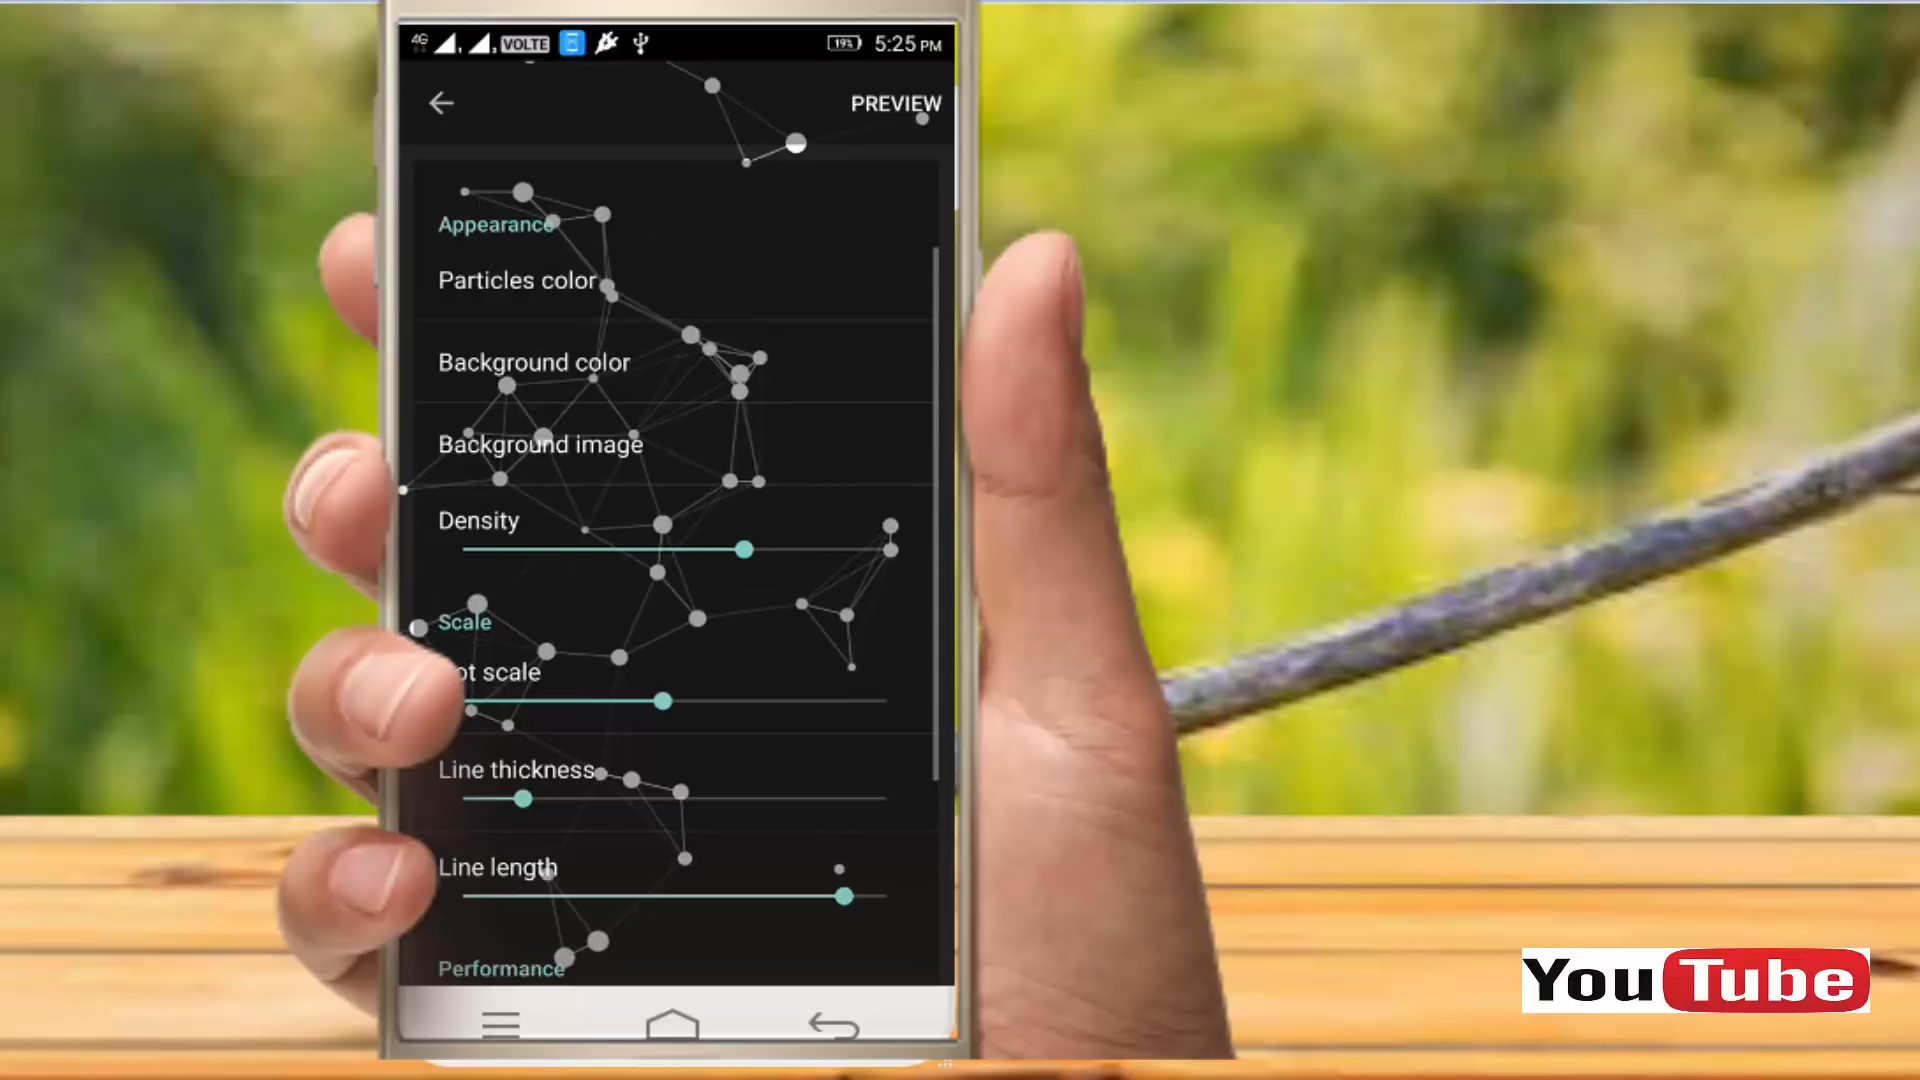 4G VOLTE 19% 5:25 PM
PREVIEW
Appearance
Particles color
Background color
Background image
Density
Scale
ot scale
Line thickness
Line length
Performance
YouTube